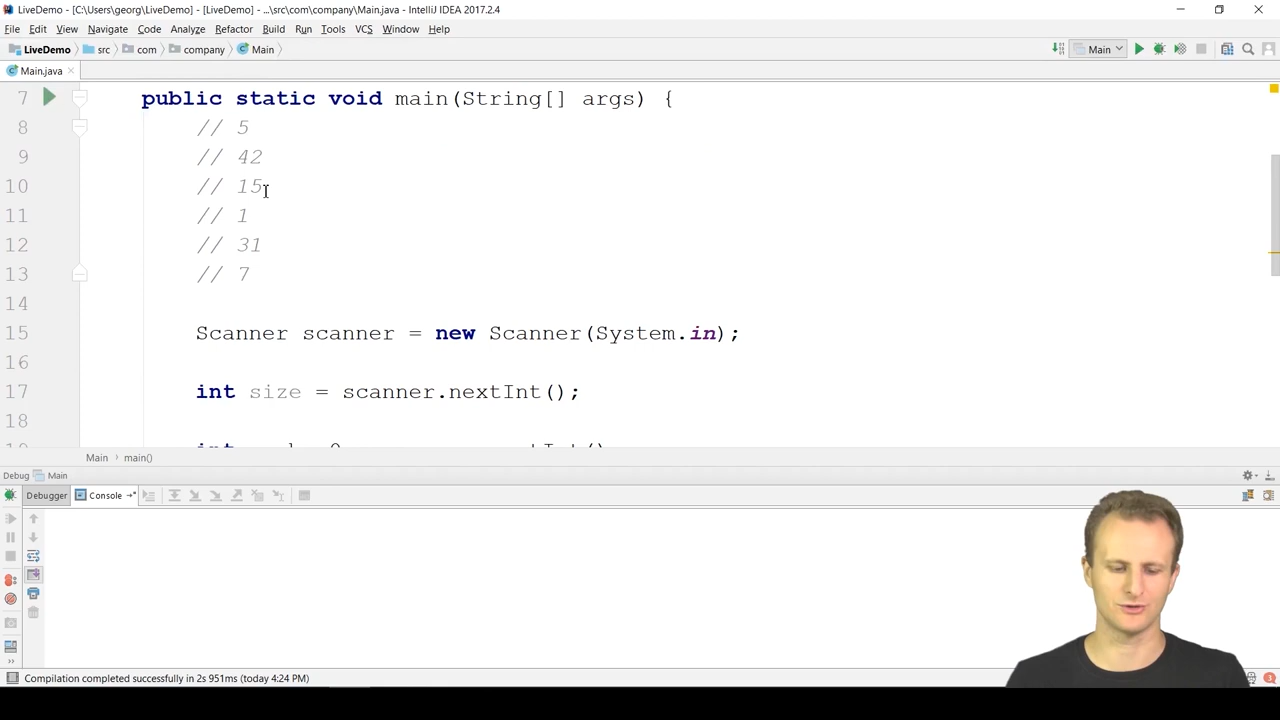 LiveDemo - [C:\Users\georg\LiveDemo] - [LiveDemo] - ...\src\com\company\Main.java - IntelliJ IDEA 2017.2.4
File Edit View Navigate Code Analyze Refactor Build Run Tools VCS Window Help
LiveDemo src com company Main Main
Main.java
7 public static void main(String[] args) {
8 // 5
9 // 42
10 // 15
11 // 1
12 // 31
13 // 7
14
15 Scanner scanner = new Scanner(System.in);
16
17 int size = scanner.nextInt();
18
Main main()
Debug Main
Debugger Console
Compilation completed successfully in 2s 951ms (today 4:24 PM)
3